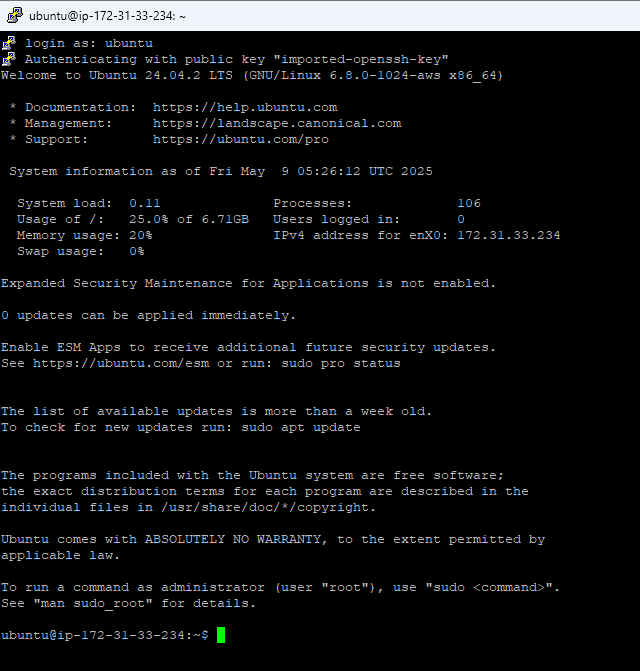 ubuntu@ip-172-31-33-234: ~
login as: ubuntu
Authenticating with public key "imported-openssh-key"
Welcome to Ubuntu 24.04.2 LTS (GNU/Linux 6.8.0-1024-aws x86_64)

 * Documentation:  https://help.ubuntu.com
 * Management:     https://landscape.canonical.com
 * Support:        https://ubuntu.com/pro

 System information as of Fri May  9 05:26:12 UTC 2025

  System load:  0.11              Processes:             106
  Usage of /:   25.0% of 6.71GB   Users logged in:       0
  Memory usage: 20%               IPv4 address for enX0: 172.31.33.234
  Swap usage:   0%

Expanded Security Maintenance for Applications is not enabled.

0 updates can be applied immediately.

Enable ESM Apps to receive additional future security updates.
See https://ubuntu.com/esm or run: sudo pro status

The list of available updates is more than a week old.
To check for new updates run: sudo apt update

The programs included with the Ubuntu system are free software;
the exact distribution terms for each program are described in the
individual files in /usr/share/doc/*/copyright.

Ubuntu comes with ABSOLUTELY NO WARRANTY, to the extent permitted by
applicable law.

To run a command as administrator (user "root"), use "sudo <command>".
See "man sudo_root" for details.

ubuntu@ip-172-31-33-234:~$